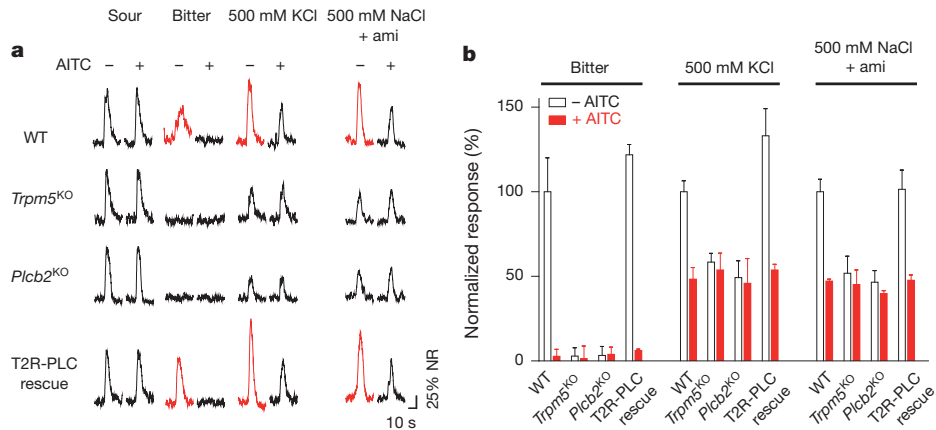 a
Sour Bitter 500 mM KCl 500 mM NaCl + ami
AITC – + – + – + – +
WT
Trpm5KO
Plcb2KO
T2R-PLC rescue
25% NR
10 s
b
Bitter 500 mM KCl 500 mM NaCl + ami
– AITC
+ AITC
Normalized response (%)
150
100
50
0
WT Trpm5KO Plcb2KO T2R-PLC rescue
WT Trpm5KO Plcb2KO T2R-PLC rescue
WT Trpm5KO Plcb2KO T2R-PLC rescue